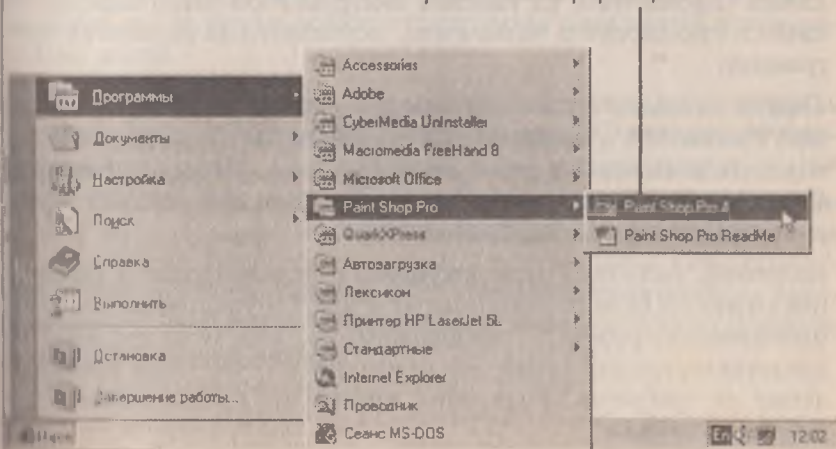 Программы
Документы
Настройка
Поиск
Справка
Выполнить
Остановка
Завершение работы...
Accessories
Adobe
CyberMedia UnInstaller
Macromedia FreeHand 8
Microsoft Office
Paint Shop Pro
QuarkXPress
Автозагрузка
Лексикон
Принтер HP LaserJet 5L
Стандартные
Internet Explorer
Проводник
Сеанс MS-DOS
Paint Shop Pro 4
Paint Shop Pro ReadMe
En 12:02